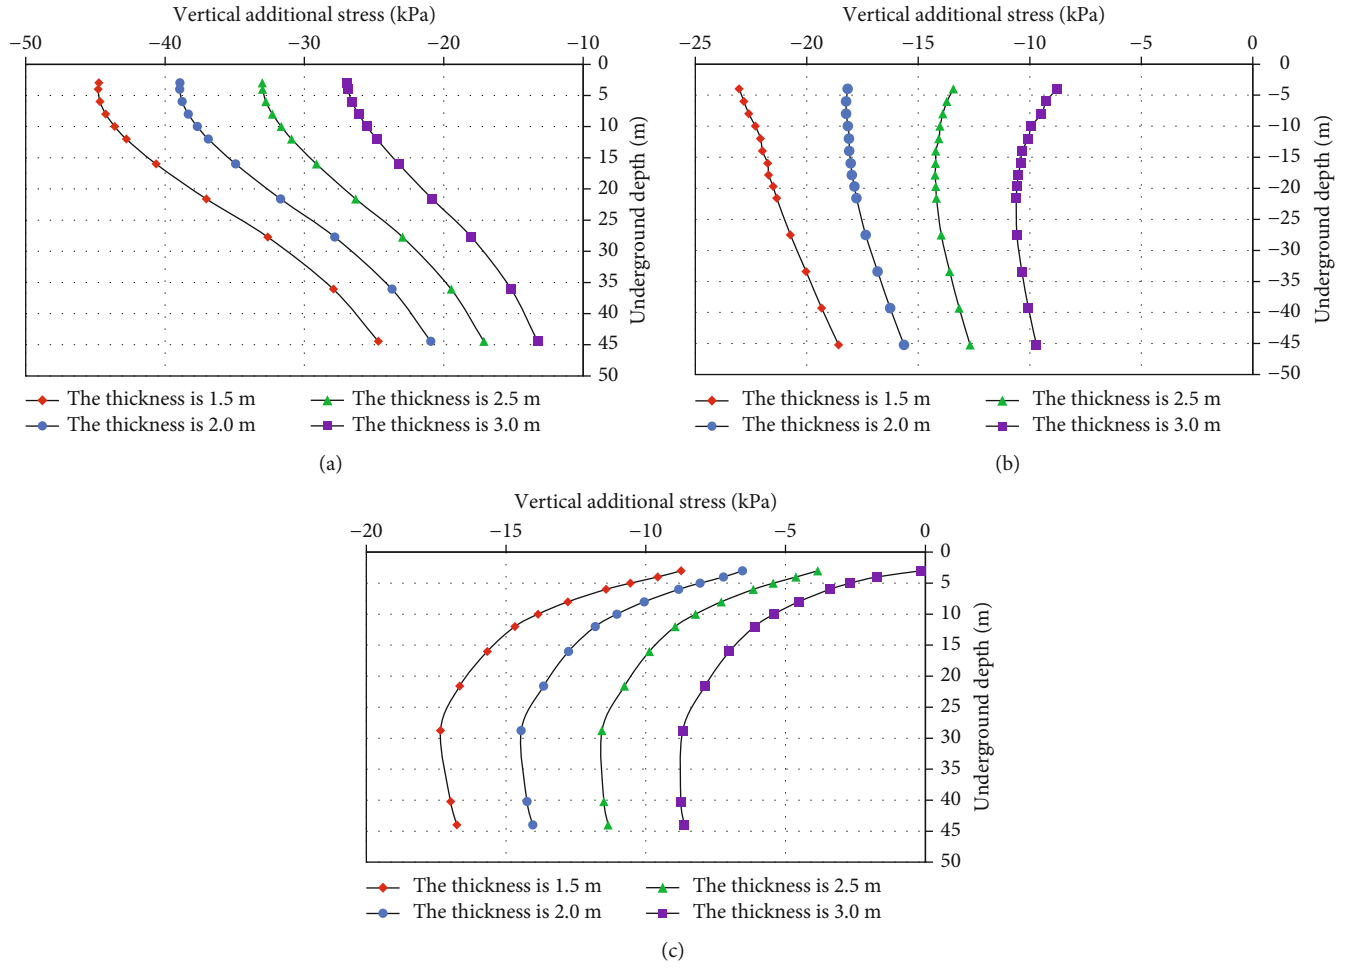 Vertical additional stress (kPa)
−50 −40 −30 −20 −10 0
5
10
15
20
25
30
35
40
45
50
Underground depth (m)
The thickness is 1.5 m
The thickness is 2.5 m
The thickness is 2.0 m
The thickness is 3.0 m
(a)
Vertical additional stress (kPa)
−25 −20 −15 −10 −5 0
0
−5
−10
−15
−20
−25
−30
−35
−40
−45
−50
Underground depth (m)
The thickness is 1.5 m
The thickness is 2.5 m
The thickness is 2.0 m
The thickness is 3.0 m
(b)
Vertical additional stress (kPa)
−20 −15 −10 −5 0
0
5
10
15
20
25
30
35
40
45
50
Underground depth (m)
The thickness is 1.5 m
The thickness is 2.5 m
The thickness is 2.0 m
The thickness is 3.0 m
(c)